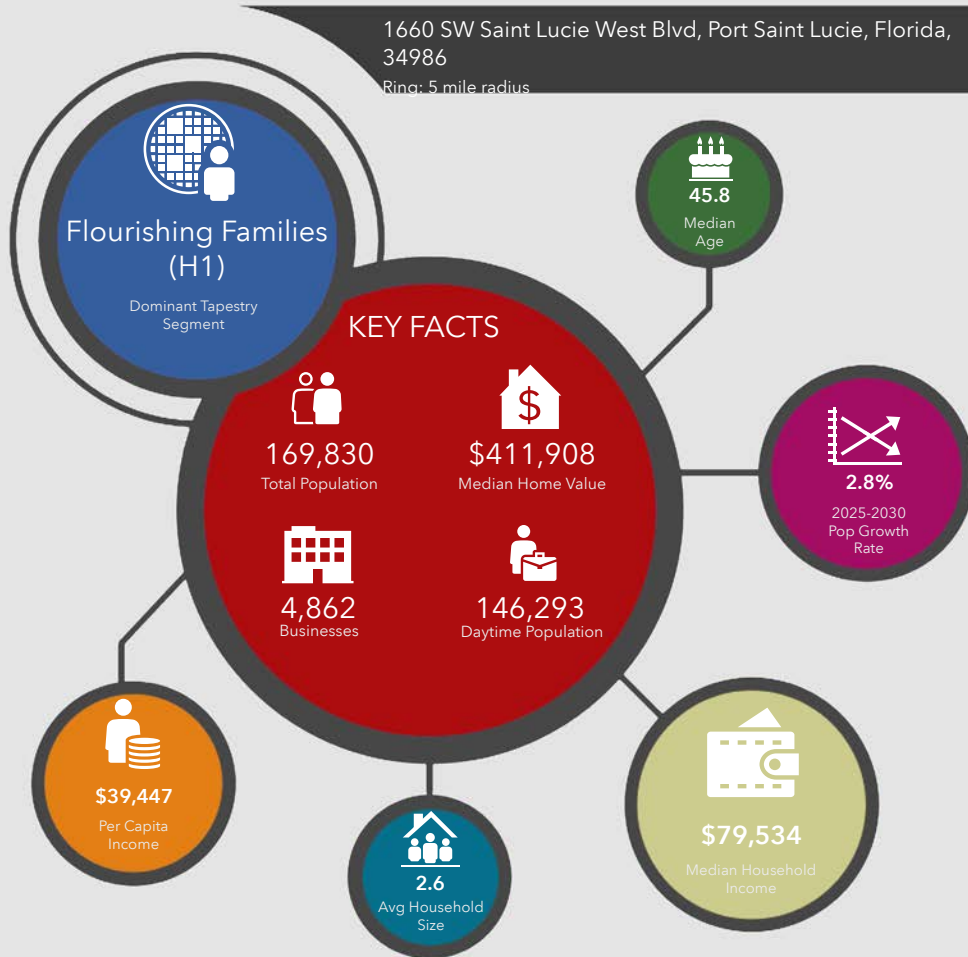 1660 SW Saint Lucie West Blvd, Port Saint Lucie, Florida,
34986
Ring: 5 mile radius
Flourishing Families
(H1)
Dominant Tapestry
Segment
45.8
Median
Age
KEY FACTS
169,830
Total Population
$411,908
Median Home Value
4,862
Businesses
146,293
Daytime Population
2.8%
2025-2030
Pop Growth
Rate
$39,447
Per Capita
Income
2.6
Avg Household
Size
$79,534
Median Household
Income